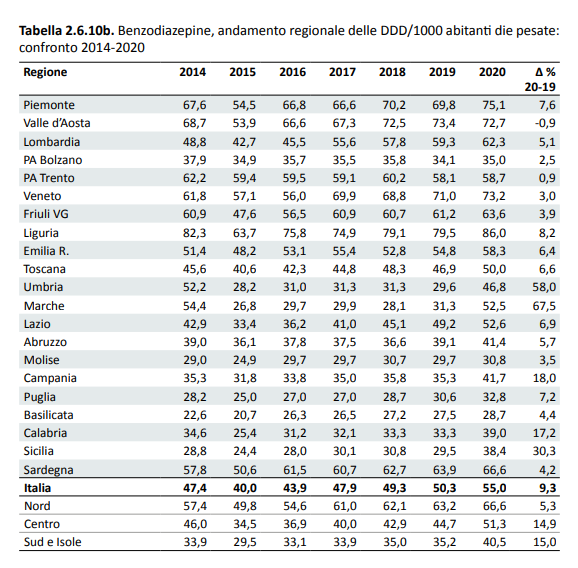 Tabella 2.6.10b. Benzodiazepine, andamento regionale delle DDD/1000 abitanti die pesate:
confronto 2014-2020
Regione 2014 2015 2016 2017 2018 2019 2020 Δ %
20-19
Piemonte 67,6 54,5 66,8 66,6 70,2 69,8 75,1 7,6
Valle d’Aosta 68,7 53,9 66,6 67,3 72,5 73,4 72,7 -0,9
Lombardia 48,8 42,7 45,5 55,6 57,8 59,3 62,3 5,1
PA Bolzano 37,9 34,9 35,7 35,5 35,8 34,1 35,0 2,5
PA Trento 62,2 59,4 59,5 59,1 60,2 58,1 58,7 0,9
Veneto 61,8 57,1 56,0 69,9 68,8 71,0 73,2 3,0
Friuli VG 60,9 47,6 56,5 60,9 60,7 61,2 63,6 3,9
Liguria 82,3 63,7 75,8 74,9 79,1 79,5 86,0 8,2
Emilia R. 51,4 48,2 53,1 55,4 52,8 54,8 58,3 6,4
Toscana 45,6 40,6 42,3 44,8 48,3 46,9 50,0 6,6
Umbria 52,2 28,2 31,0 31,3 31,3 29,6 46,8 58,0
Marche 54,4 26,8 29,7 29,9 28,1 31,3 52,5 67,5
Lazio 42,9 33,4 36,2 41,0 45,1 49,2 52,6 6,9
Abruzzo 39,0 36,1 37,8 37,5 36,6 39,1 41,4 5,7
Molise 29,0 24,9 29,7 29,7 30,7 29,7 30,8 3,5
Campania 35,3 31,8 33,8 35,0 35,8 35,3 41,7 18,0
Puglia 28,2 25,0 27,0 27,0 28,7 30,6 32,8 7,2
Basilicata 22,6 20,7 26,3 26,5 27,2 27,5 28,7 4,4
Calabria 34,6 25,4 31,2 32,1 33,3 33,3 39,0 17,2
Sicilia 28,8 24,4 28,0 30,1 30,8 29,5 38,4 30,3
Sardegna 57,8 50,6 61,5 60,7 62,7 63,9 66,6 4,2
Italia 47,4 40,0 43,9 47,9 49,3 50,3 55,0 9,3
Nord 57,4 49,8 54,6 61,0 62,1 63,2 66,6 5,3
Centro 46,0 34,5 36,9 40,0 42,9 44,7 51,3 14,9
Sud e Isole 33,9 29,5 33,1 33,9 35,0 35,2 40,5 15,0